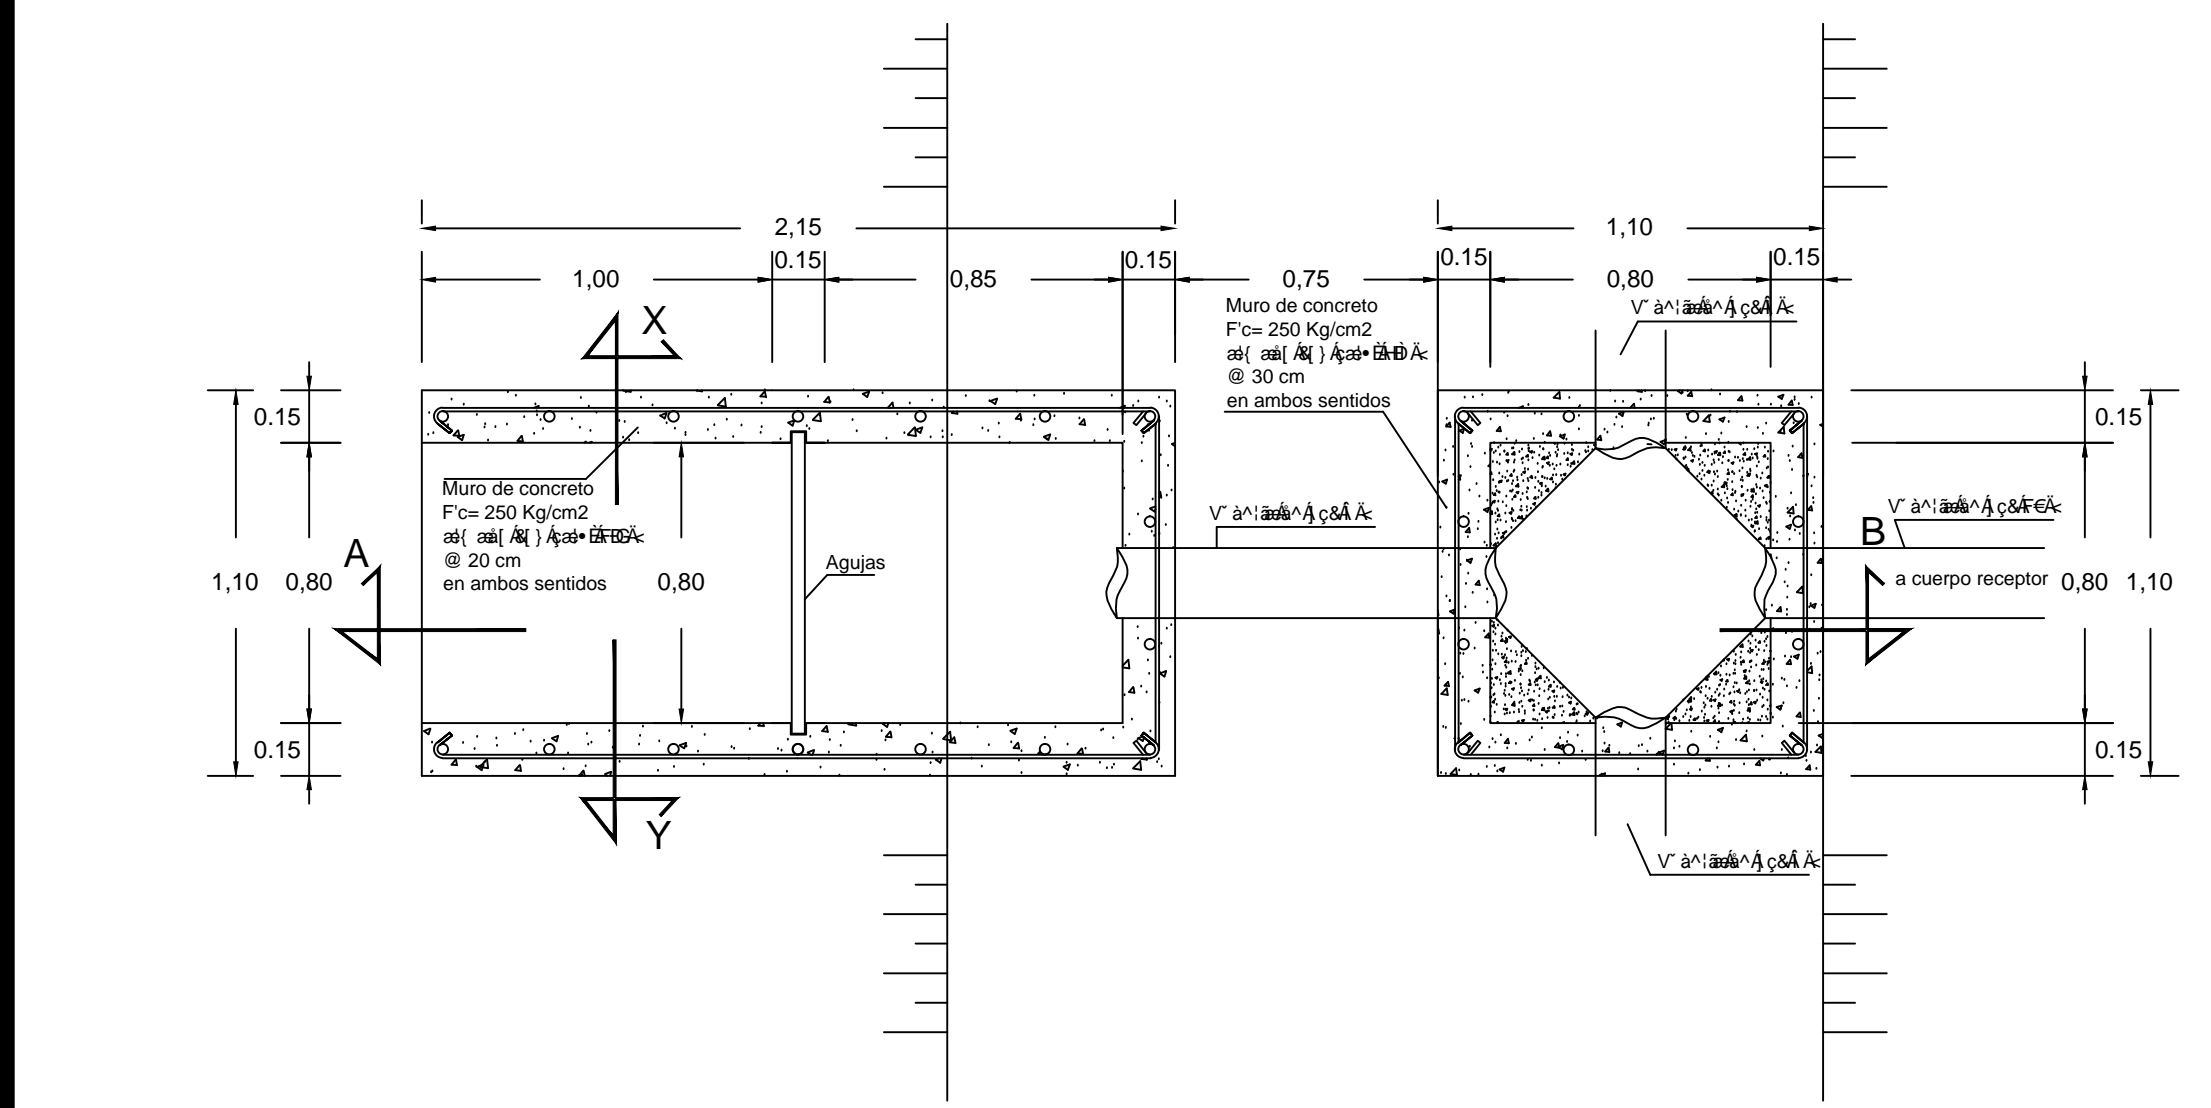 2,15
1,10
0.15
0.15
0.15
0.15
1,00
0,85
0,75
0,80
X
Muro de concreto
F'c= 250 Kg/cm2
@ 30 cm
en ambos sentidos
0.15
0.15
Muro de concreto
F'c= 250 Kg/cm2
@ 20 cm
en ambos sentidos
A
B
Agujas
a cuerpo receptor
1,10
0,80
0,80
0,80
1,10
0.15
0.15
Y